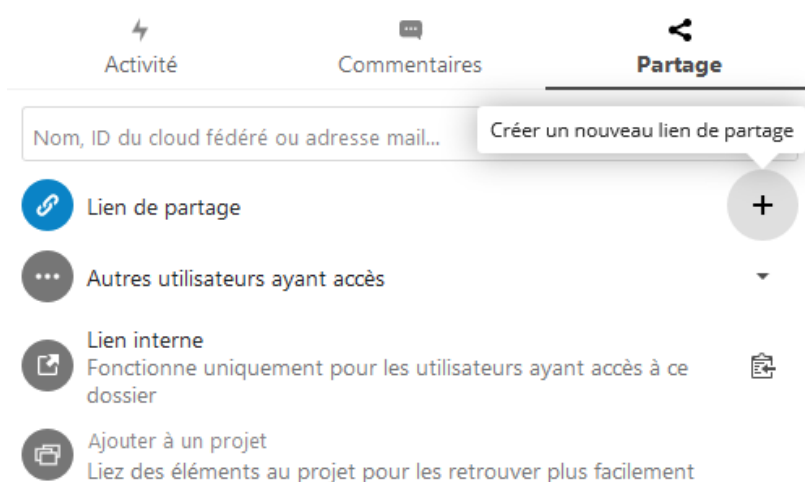 Activité
Commentaires
Partage
Nom, ID du cloud fédéré ou adresse mail...
Créer un nouveau lien de partage
Lien de partage
Autres utilisateurs ayant accès
Lien interne
Fonctionne uniquement pour les utilisateurs ayant accès à ce
dossier
Ajouter à un projet
Liez des éléments au projet pour les retrouver plus facilement